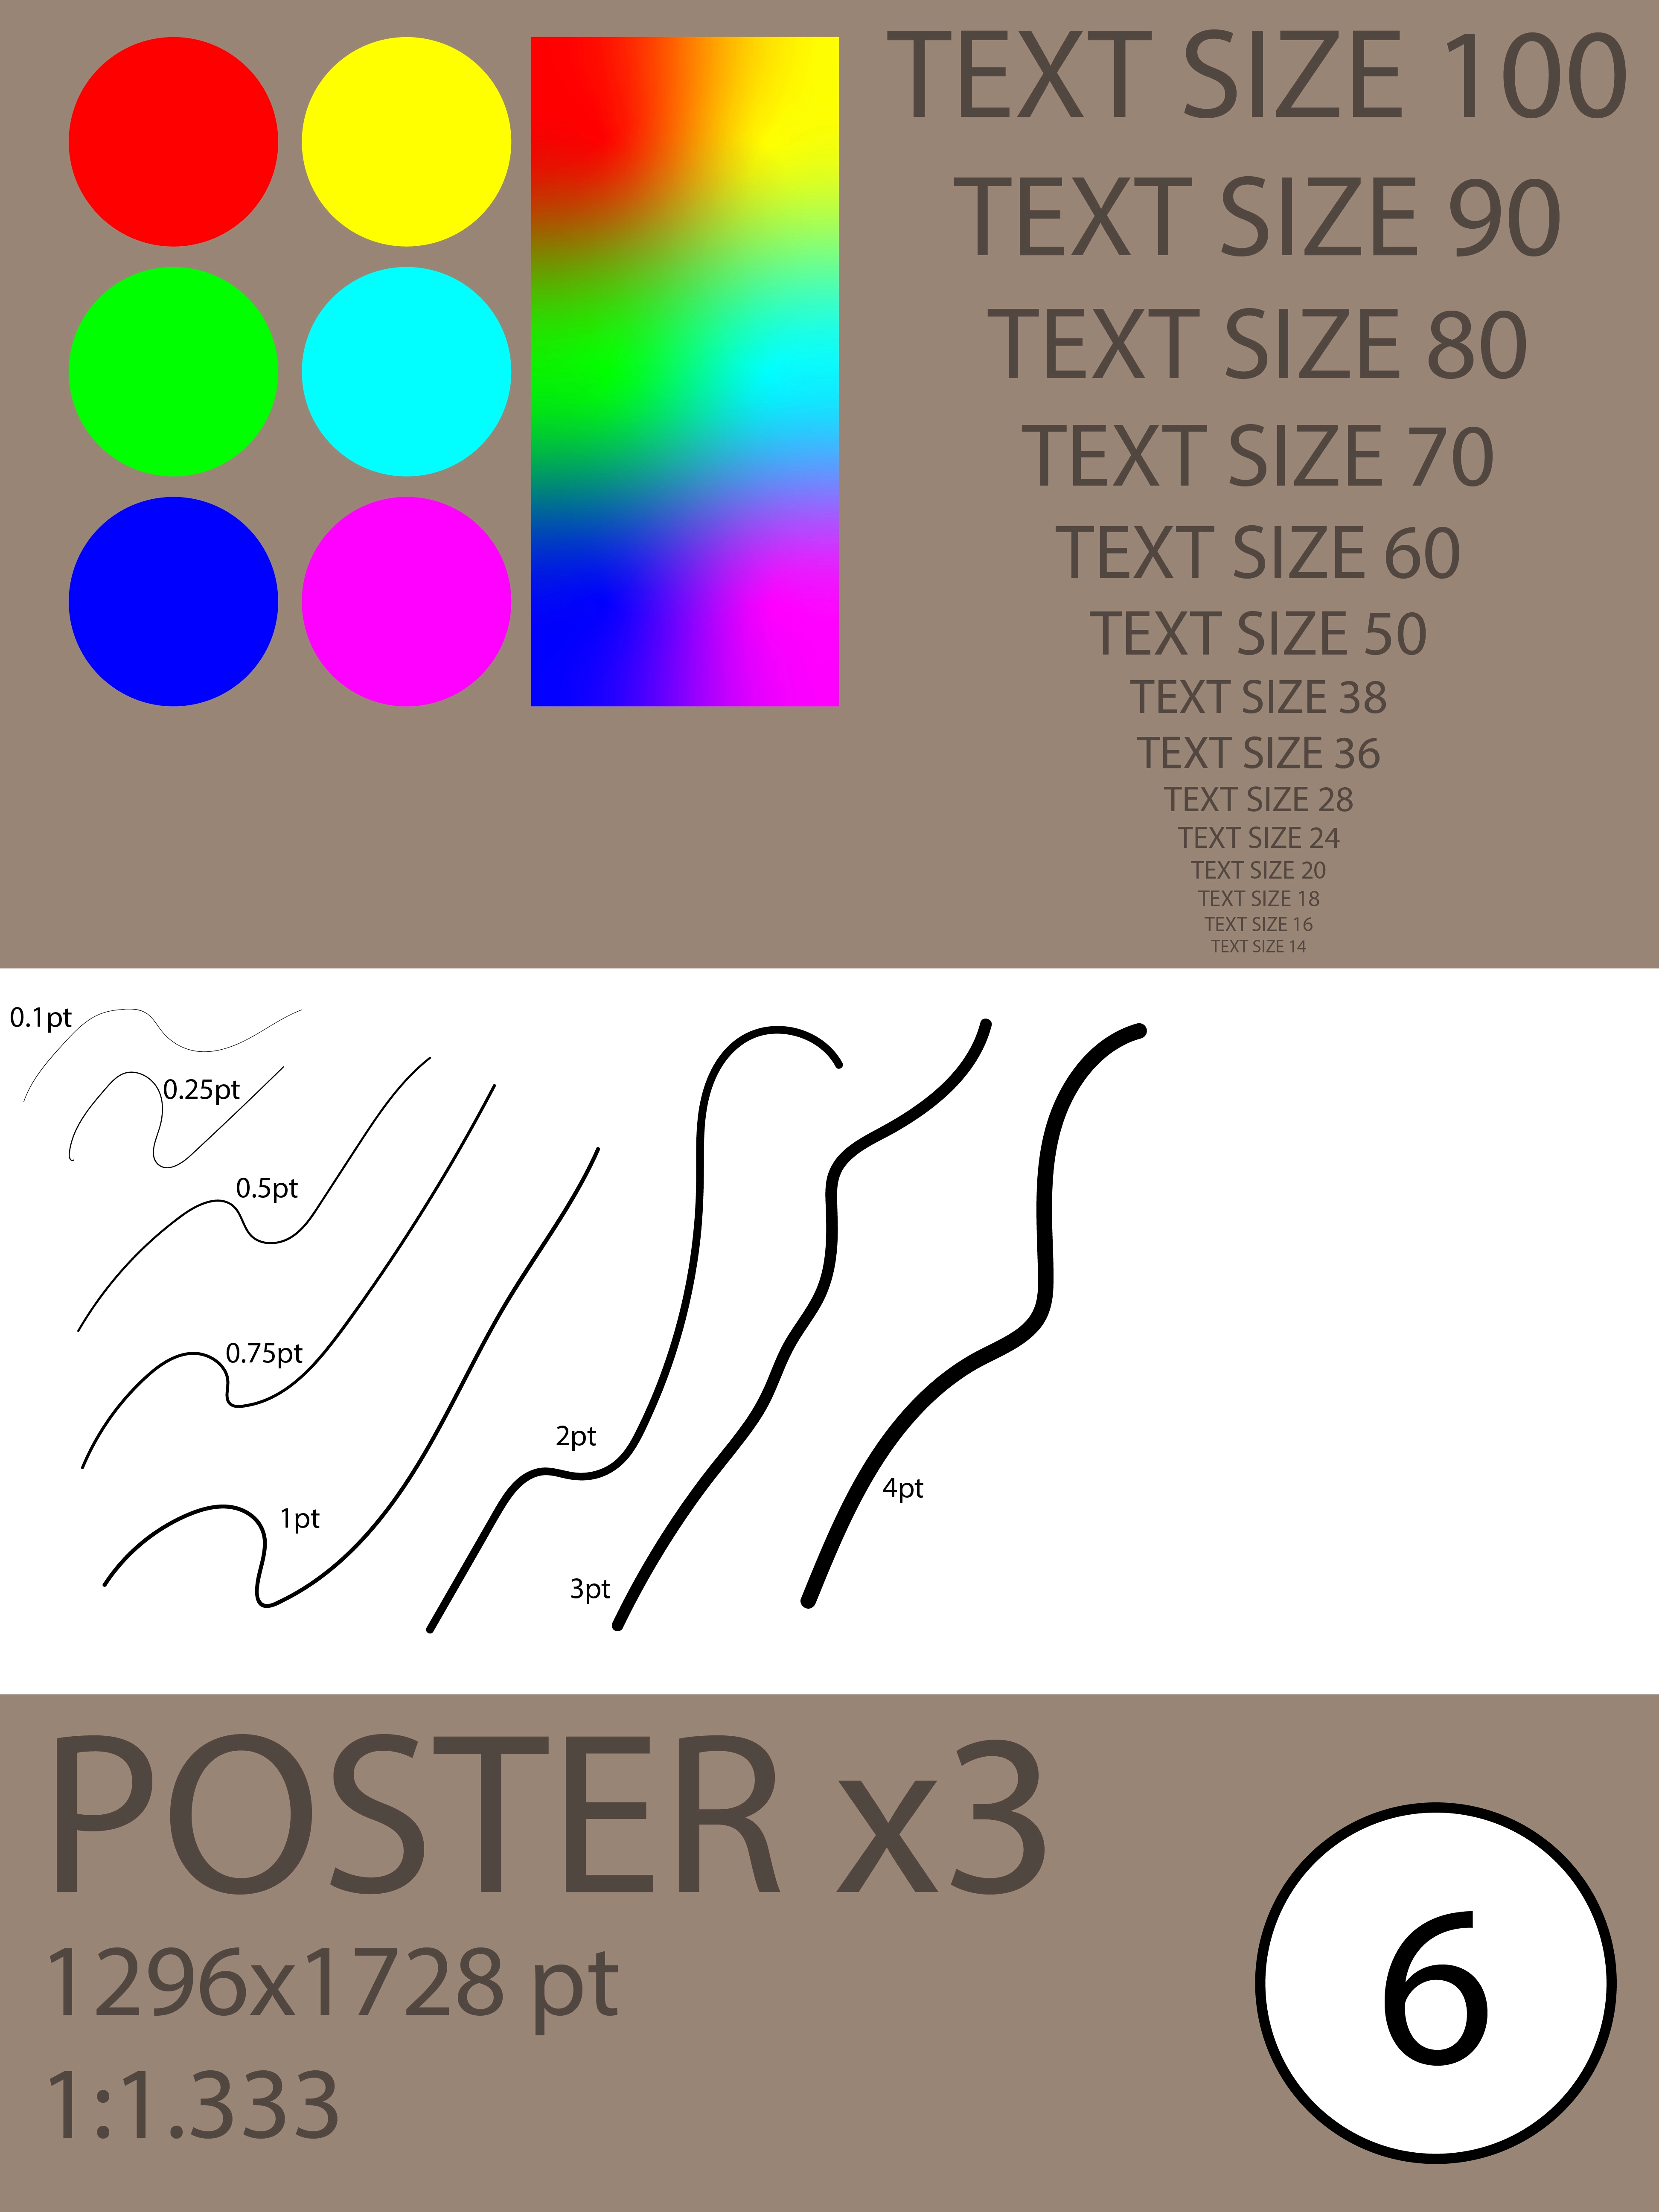 TEXT SIZE 100
TEXT SIZE 90
TEXT SIZE 80
TEXT SIZE 70
TEXT SIZE 60
TEXT SIZE 50
TEXT SIZE 38
TEXT SIZE 36
TEXT SIZE 28
TEXT SIZE 24
TEXT SIZE 20
TEXT SIZE 18
TEXT SIZE 16
TEXT SIZE 14
0.1pt
0.25pt
0.5pt
0.75pt
1pt
2pt
3pt
4pt
POSTER x3
1296x1728 pt
1:1.333
6